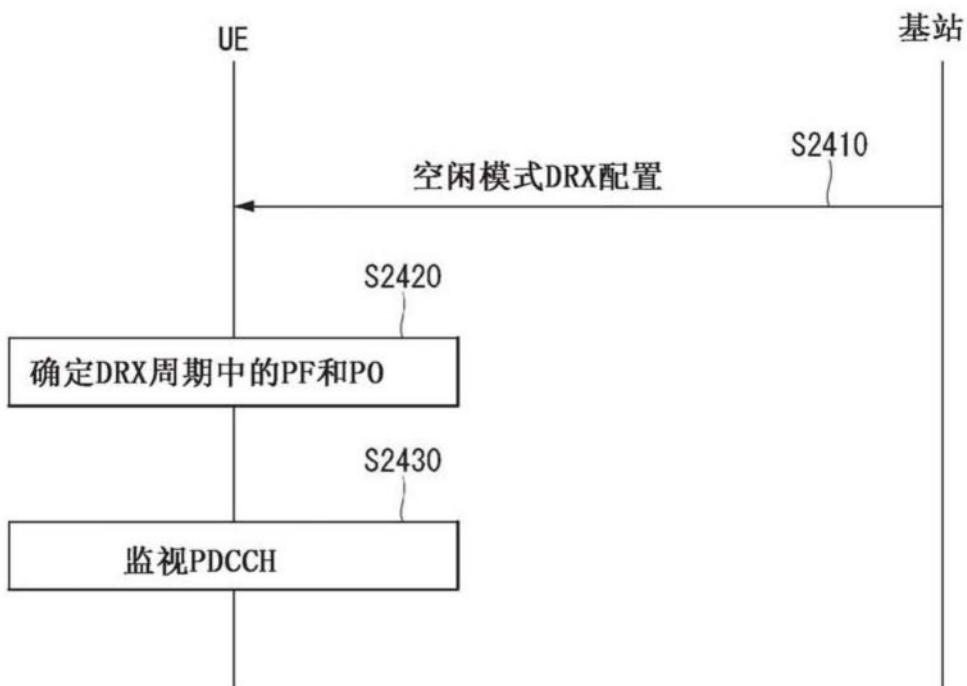 UE
基站
S2410
空闲模式DRX配置
S2420
确定DRX周期中的PF和PO
S2430
监视PDCCH